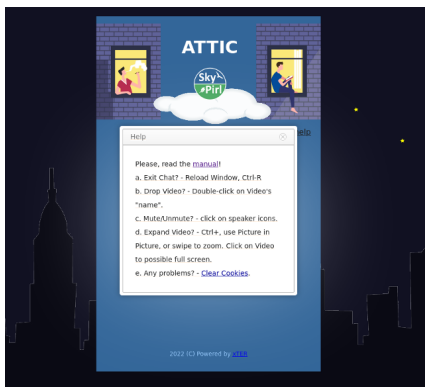 ATTIC
Sky
Pirl
Help
Help
Please, read the manual!
a. Exit Chat? - Reload Window, Ctrl-R
b. Drop Video? - Double-click on Video's
"name".
c. Mute/Unmute? - click on speaker icons.
d. Expand Video? - Ctrl+, use Picture in
Picture, or swipe to zoom. Click on Video
to possible full screen.
e. Any problems? - Clear Cookies.
2022 (C) Powered by vTER